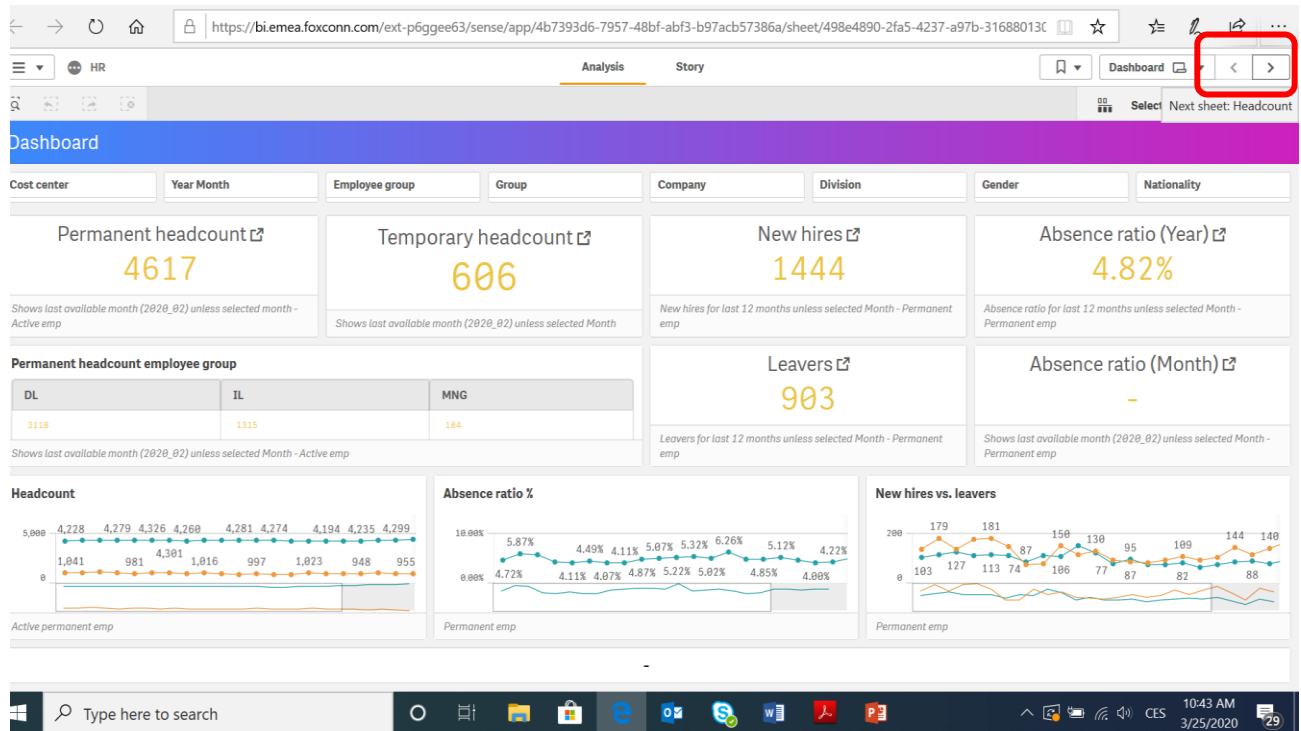 https://bi.emea.foxconn.com/ext-p6ggee63/sense/app/4b7393d6-7957-48bf-abf3-b97acb57386a/sheet/498e4890-2fa5-4237-a97b-31688013
HR
Analysis
Story
Dashboard
Select
Next sheet: Headcount
Dashboard
Cost center
Year Month
Employee group
Group
Company
Division
Gender
Nationality
Permanent headcount
4617
Shows last available month (2020_02) unless selected month -
Active emp
Temporary headcount
606
Shows last available month (2020_02) unless selected Month
New hires
1444
New hires for last 12 months unless selected Month - Permanent
emp
Absence ratio (Year)
4.82%
Absence ratio for last 12 months unless selected Month -
Permanent emp
Permanent headcount employee group
DL IL MNG
3118 1315 184
Shows last available month (2020_02) unless selected Month - Active emp
Leavers
903
Leavers for last 12 months unless selected Month - Permanent
emp
Absence ratio (Month)
-
Shows last available month (2020_02) unless selected Month -
Permanent emp
Headcount
5,000 4,228 4,279 4,326 4,260 4,281 4,274 4,194 4,235 4,299
4,301
1,041 981 1,016 997 1,023 948 955
0
Active permanent emp
Absence ratio %
10.00% 5.87% 4.49% 4.11% 5.07% 5.32% 6.26% 5.12% 4.22%
0.00% 4.72% 4.11% 4.07% 4.87% 5.22% 5.02% 4.85% 4.00%
Permanent emp
New hires vs. leavers
200 179 181 87 150 130 95 109 144 140
0 103 127 113 74 106 77 87 82 88
Permanent emp
-
Type here to search
CES
10:43 AM
3/25/2020
29